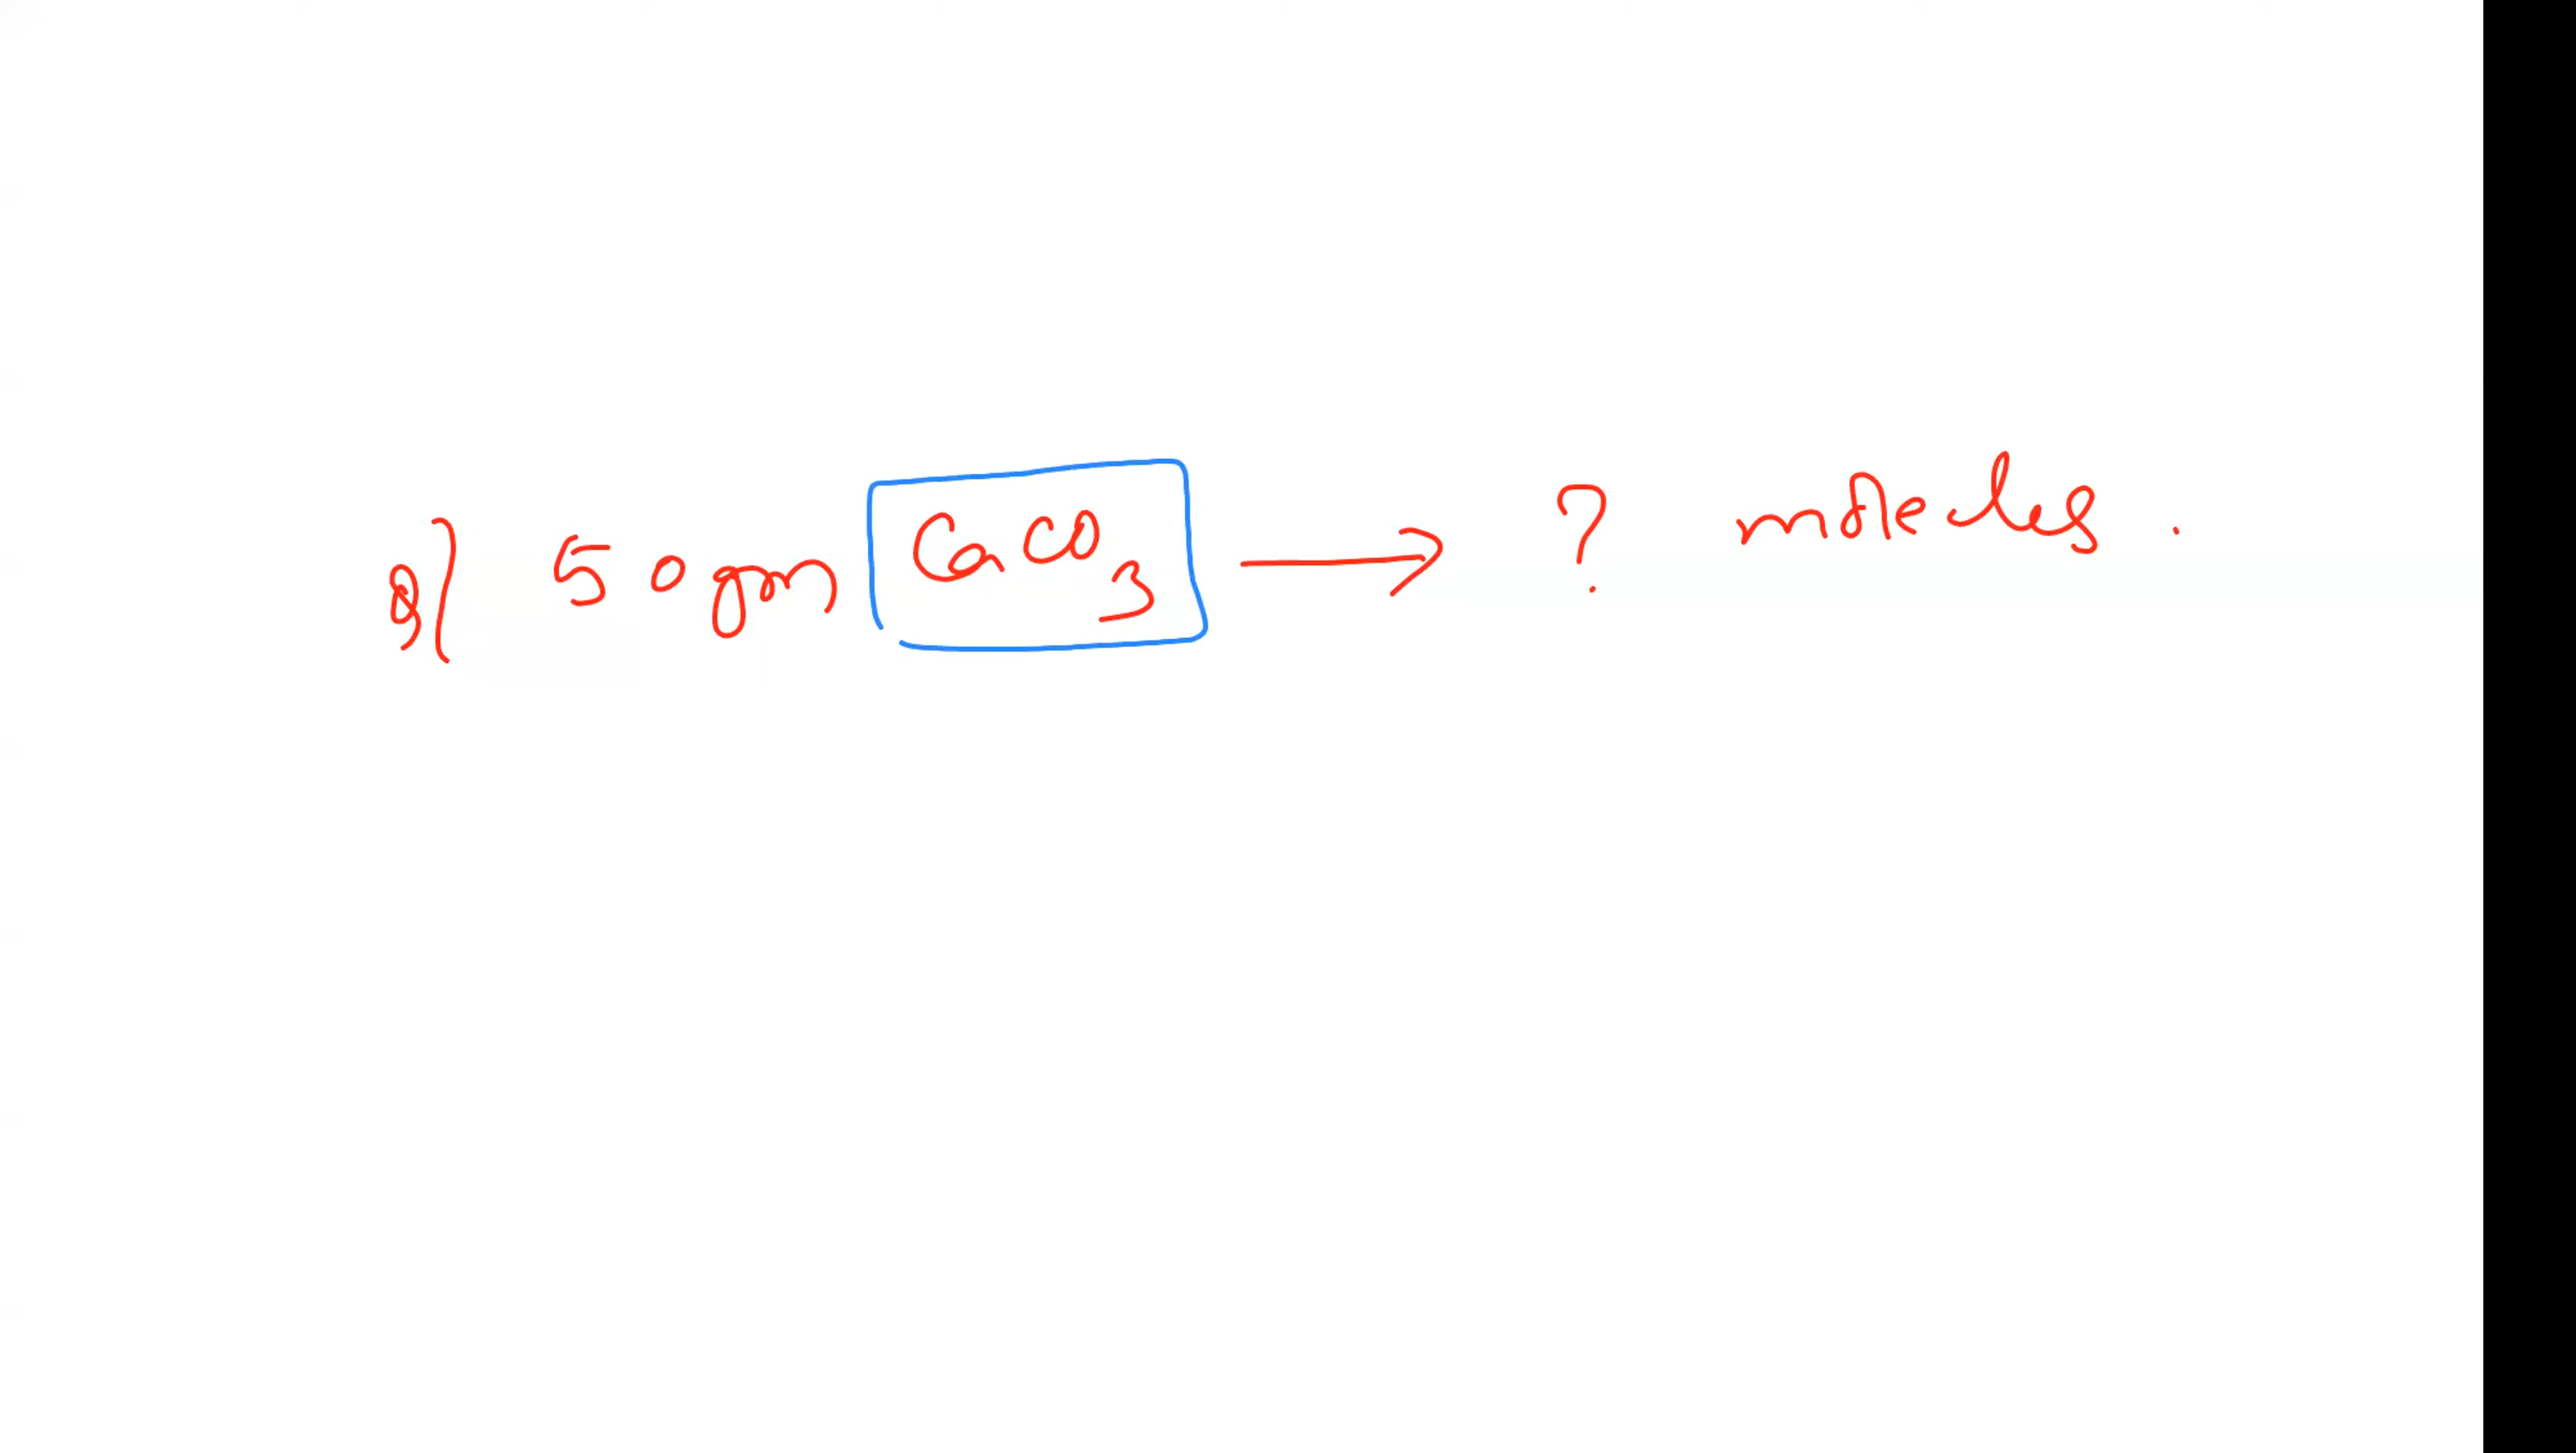 Q) 50 gm CaCO3 → ? molecules.